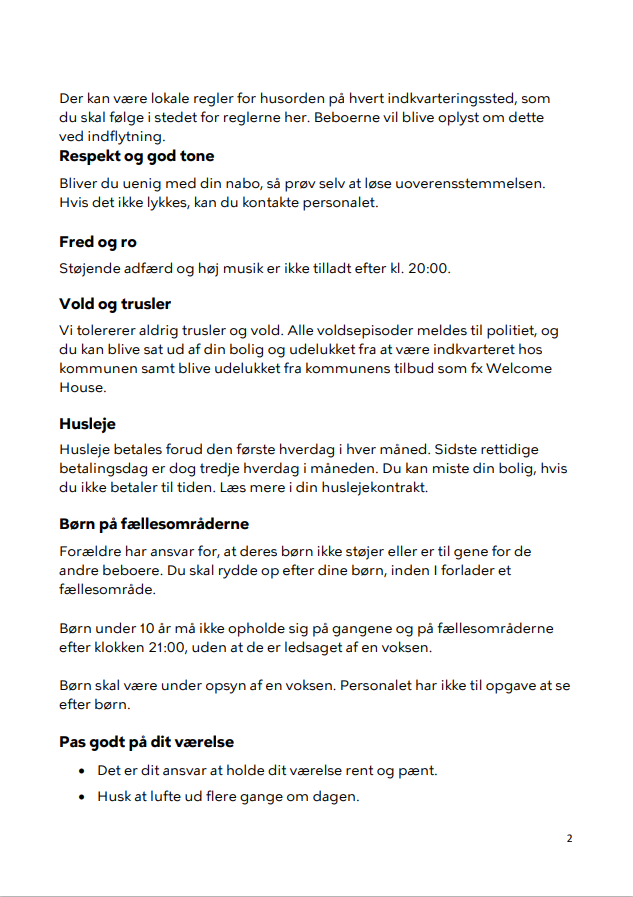 Der kan være lokale regler for husorden på hvert indkvarteringssted, som
du skal følge i stedet for reglerne her. Beboerne vil blive oplyst om dette
ved indflytning.
Respekt og god tone
Bliver du uenig med din nabo, så prøv selv at løse uoverensstemmelsen.
Hvis det ikke lykkes, kan du kontakte personalet.
Fred og ro
Støjende adfærd og høj musik er ikke tilladt efter kl. 20:00.
Vold og trusler
Vi tolererer aldrig trusler og vold. Alle voldsepisoder meldes til politiet, og
du kan blive sat ud af din bolig og udelukket fra at være indkvarteret hos
kommunen samt blive udelukket fra kommunens tilbud som fx Welcome
House.
Husleje
Husleje betales forud den første hverdag i hver måned. Sidste rettidige
betalingsdag er dog tredje hverdag i måneden. Du kan miste din bolig, hvis
du ikke betaler til tiden. Læs mere i din huslejekontrakt.
Børn på fællesområderne
Forældre har ansvar for, at deres børn ikke støjer eller er til gene for de
andre beboere. Du skal rydde op efter dine børn, inden I forlader et
fællesområde.
Børn under 10 år må ikke opholde sig på gangene og på fællesområderne
efter klokken 21:00, uden at de er ledsaget af en voksen.
Børn skal være under opsyn af en voksen. Personalet har ikke til opgave at se
efter børn.
Pas godt på dit værelse
• Det er dit ansvar at holde dit værelse rent og pænt.
• Husk at lufte ud flere gange om dagen.
2